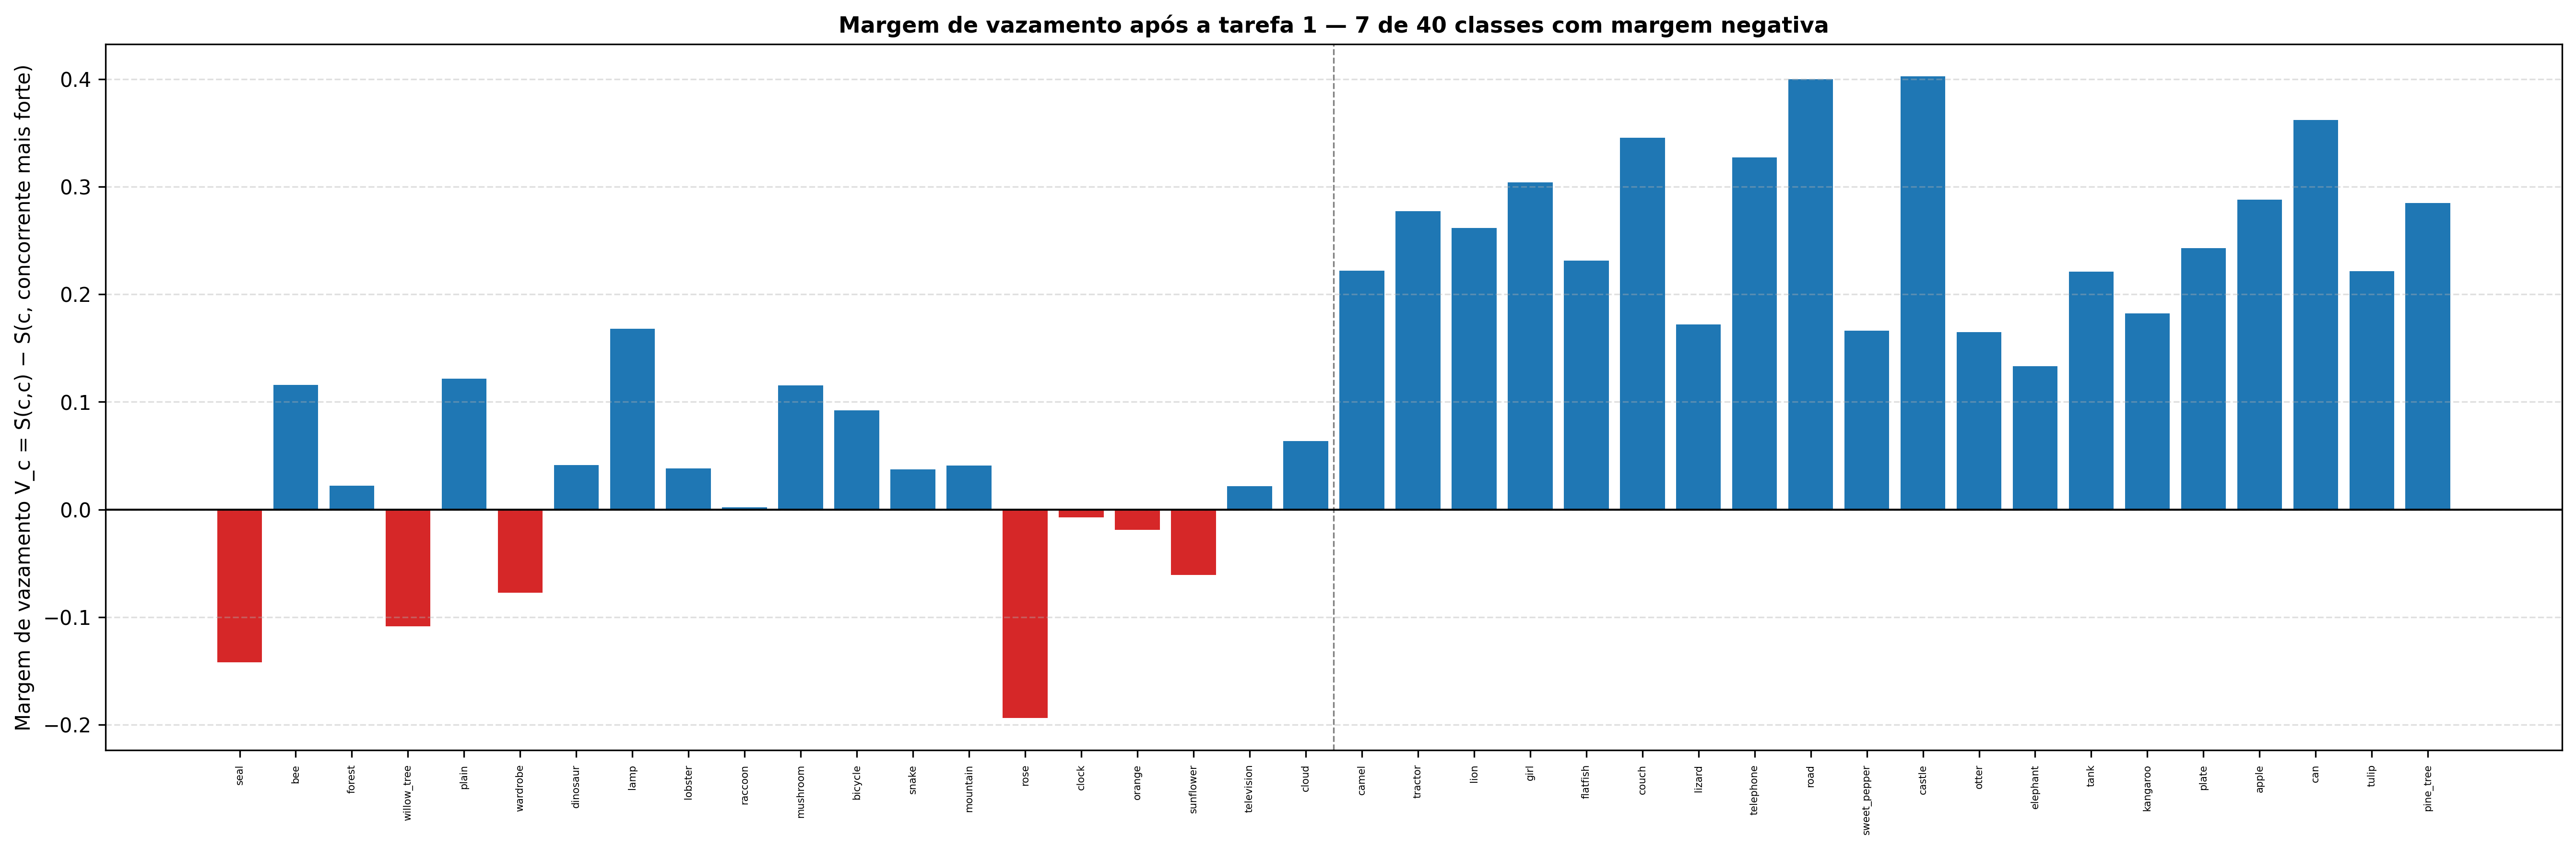 Margem de vazamento após a tarefa 1 — 7 de 40 classes com margem negativa
Margem de vazamento V_c = S(c,c) − S(c, concorrente mais forte)
0.4
0.3
0.2
0.1
0.0
−0.1
−0.2
seal
bee
forest
willow_tree
plain
wardrobe
dinosaur
lamp
lobster
raccoon
mushroom
bicycle
snake
mountain
rose
clock
orange
sunflower
television
cloud
camel
tractor
lion
girl
flatfish
couch
lizard
telephone
road
sweet_pepper
castle
otter
elephant
tank
kangaroo
plate
apple
can
tulip
pine_tree